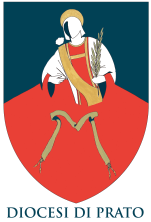 DIOCESI DI PRATO